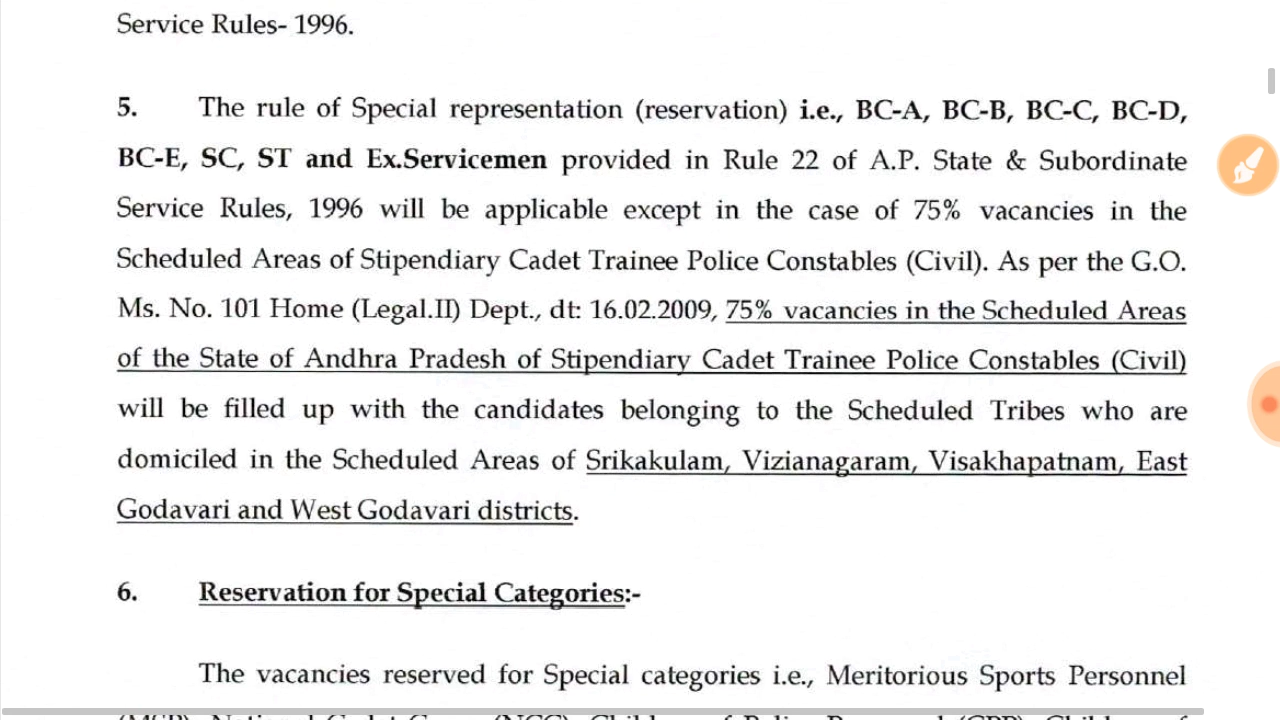 Service Rules- 1996.
5. The rule of Special representation (reservation) i.e., BC-A, BC-B, BC-C, BC-D,
BC-E, SC, ST and Ex.Servicemen provided in Rule 22 of A.P. State & Subordinate
Service Rules, 1996 will be applicable except in the case of 75% vacancies in the
Scheduled Areas of Stipendiary Cadet Trainee Police Constables (Civil). As per the G.O.
Ms. No. 101 Home (Legal.II) Dept., dt: 16.02.2009, 75% vacancies in the Scheduled Areas
of the State of Andhra Pradesh of Stipendiary Cadet Trainee Police Constables (Civil)
will be filled up with the candidates belonging to the Scheduled Tribes who are
domiciled in the Scheduled Areas of Srikakulam, Vizianagaram, Visakhapatnam, East
Godavari and West Godavari districts.
6. Reservation for Special Categories:-
The vacancies reserved for Special categories i.e., Meritorious Sports Personnel